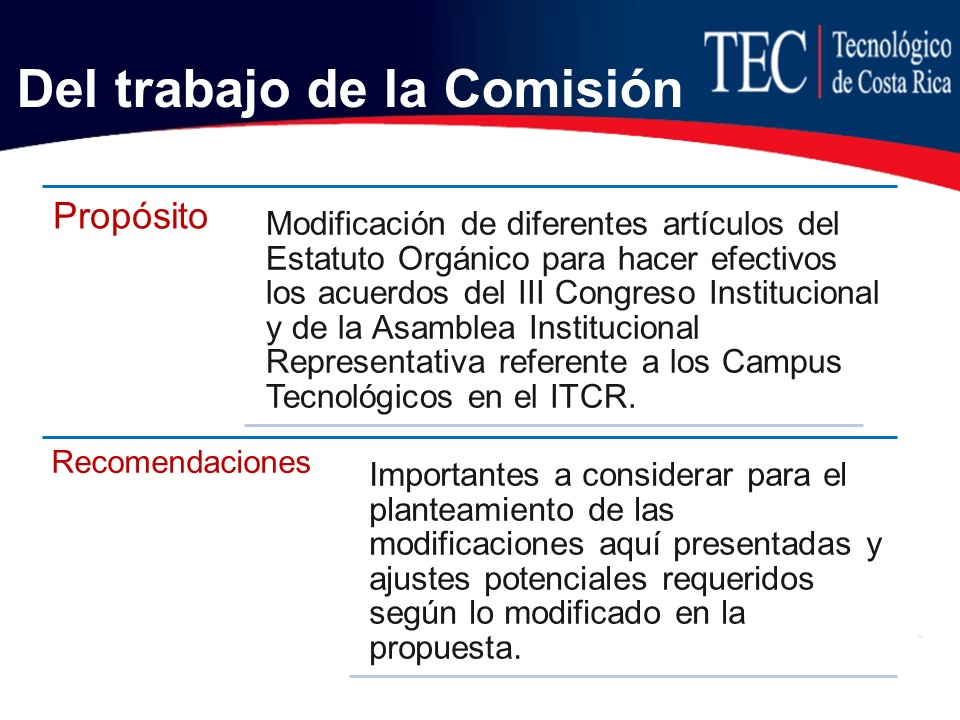 Del trabajo de la Comisión
TEC
Tecnológico
de Costa Rica
Propósito
Modificación de diferentes artículos del
Estatuto Orgánico para hacer efectivos
los acuerdos del III Congreso Institucional
y de la Asamblea Institucional
Representativa referente a los Campus
Tecnológicos en el ITCR.
Recomendaciones
Importantes a considerar para el
planteamiento de las
modificaciones aquí presentadas y
ajustes potenciales requeridos
según lo modificado en la
propuesta.